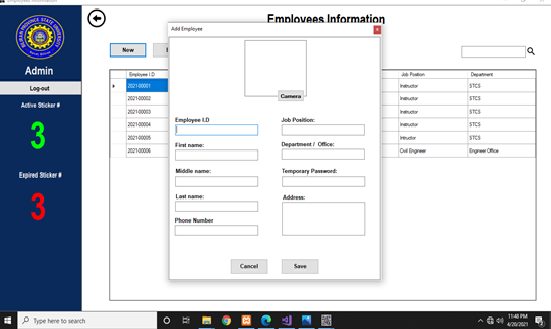 Employees Information
Employees Information
Admin
Log-out
Active Sticker #
3
Expired Sticker #
3
New
Employee I.D
Job Position
Department
2021-00001
Instructor
STCS
2021-00002
Instructor
STCS
2021-00003
Instructor
STCS
2021-00004
Instructor
STCS
2021-00005
Intructor
STCS
2021-00006
Civil Engineer
Engineer Office
Add Employee
Camera
Employee I.D
Job Position:
First name:
Department / Office:
Middle name:
Temporary Password:
Last name:
Address:
Phone Number
Cancel
Save
Type here to search
11:48 PM
4/20/2021